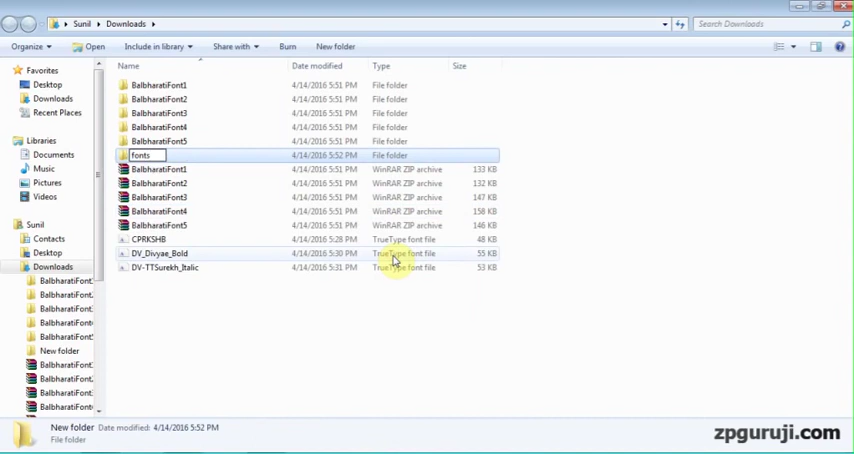 Sunil ▸ Downloads ▸
Search Downloads
Organize Open Include in library Share with Burn New folder
Name Date modified Type Size
Favorites
Desktop
Downloads
Recent Places
Libraries
Documents
Music
Pictures
Videos
Sunil
Contacts
Desktop
Downloads
BalbharatiFont
BalbharatiFont
BalbharatiFont
BalbharatiFont
BalbharatiFont
New folder
BalbharatiFont
BalbharatiFont
BalbharatiFont
BalbharatiFont1 4/14/2016 5:51 PM File folder
BalbharatiFont2 4/14/2016 5:51 PM File folder
BalbharatiFont3 4/14/2016 5:51 PM File folder
BalbharatiFont4 4/14/2016 5:51 PM File folder
BalbharatiFont5 4/14/2016 5:51 PM File folder
fonts 4/14/2016 5:52 PM File folder
BalbharatiFont1 4/14/2016 5:51 PM WinRAR ZIP archive 133 KB
BalbharatiFont2 4/14/2016 5:51 PM WinRAR ZIP archive 132 KB
BalbharatiFont3 4/14/2016 5:51 PM WinRAR ZIP archive 147 KB
BalbharatiFont4 4/14/2016 5:51 PM WinRAR ZIP archive 158 KB
BalbharatiFont5 4/14/2016 5:51 PM WinRAR ZIP archive 146 KB
CPRKSHB 4/14/2016 5:28 PM TrueType font file 48 KB
DV_Divyae_Bold 4/14/2016 5:30 PM TrueType font file 55 KB
DV-TTSurekh_Italic 4/14/2016 5:31 PM TrueType font file 53 KB
New folder Date modified: 4/14/2016 5:52 PM
File folder
zpguruji.com